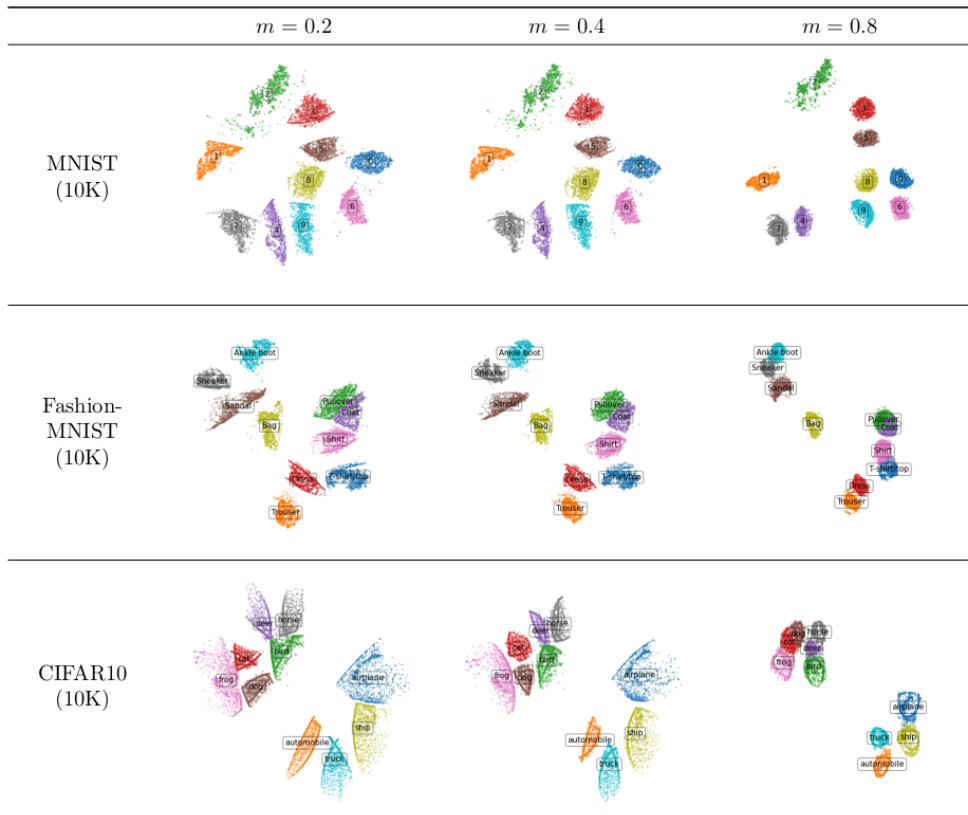 m = 0.2 m = 0.4 m = 0.8
MNIST
(10K)
2
3
1
5
0
8
6
7
4
9
2
3
1
5
0
8
6
7
4
9
2
3
5
1
8
0
9
6
7
4
Fashion-
MNIST
(10K)
Ankle boot
Sneaker
Sandal
Pullover
Coat
Bag
Shirt
Dress
T-shirt/top
Trouser
Ankle boot
Sneaker
Sandal
Pullover
Coat
Bag
Shirt
Dress
T-shirt/top
Trouser
Ankle boot
Sneaker
Sandal
Bag
Pullover
Coat
Shirt
T-shirt/top
Dress
Trouser
CIFAR10
(10K)
deer
horse
cat
bird
frog
dog
airplane
ship
automobile
truck
horse
deer
cat
bird
frog
dog
airplane
ship
automobile
truck
dog
horse
cat
deer
frog
bird
airplane
truck
ship
automobile